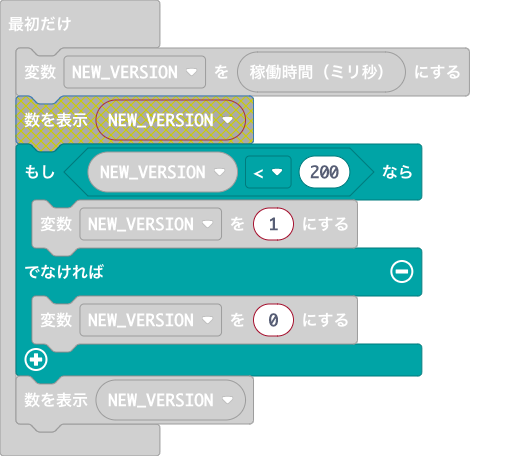 最初だけ
変数 NEW_VERSION を 稼働時間（ミリ秒） にする
数を表示 NEW_VERSION
もし NEW_VERSION < 200 なら
変数 NEW_VERSION を 1 にする
でなければ
変数 NEW_VERSION を 0 にする
数を表示 NEW_VERSION